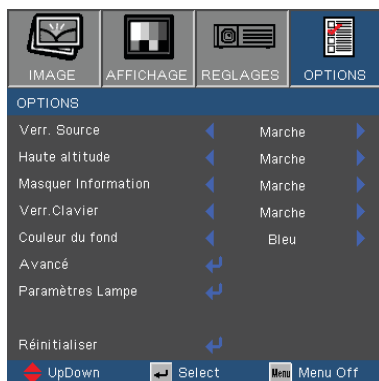 IMAGE AFFICHAGE REGLAGES OPTIONS
OPTIONS
Verr. Source Marche
Haute altitude Marche
Masquer Information Marche
Verr.Clavier Marche
Couleur du fond Bleu
Avancé
Paramètres Lampe
Réinitialiser
UpDown Select Menu Menu Off